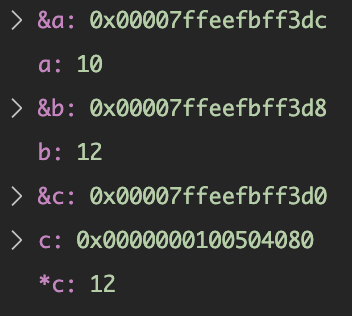 > &a: 0x00007ffeefbff3dc
a: 10
> &b: 0x00007ffeefbff3d8
b: 12
> &c: 0x00007ffeefbff3d0
> c: 0x0000000100504080
*c: 12